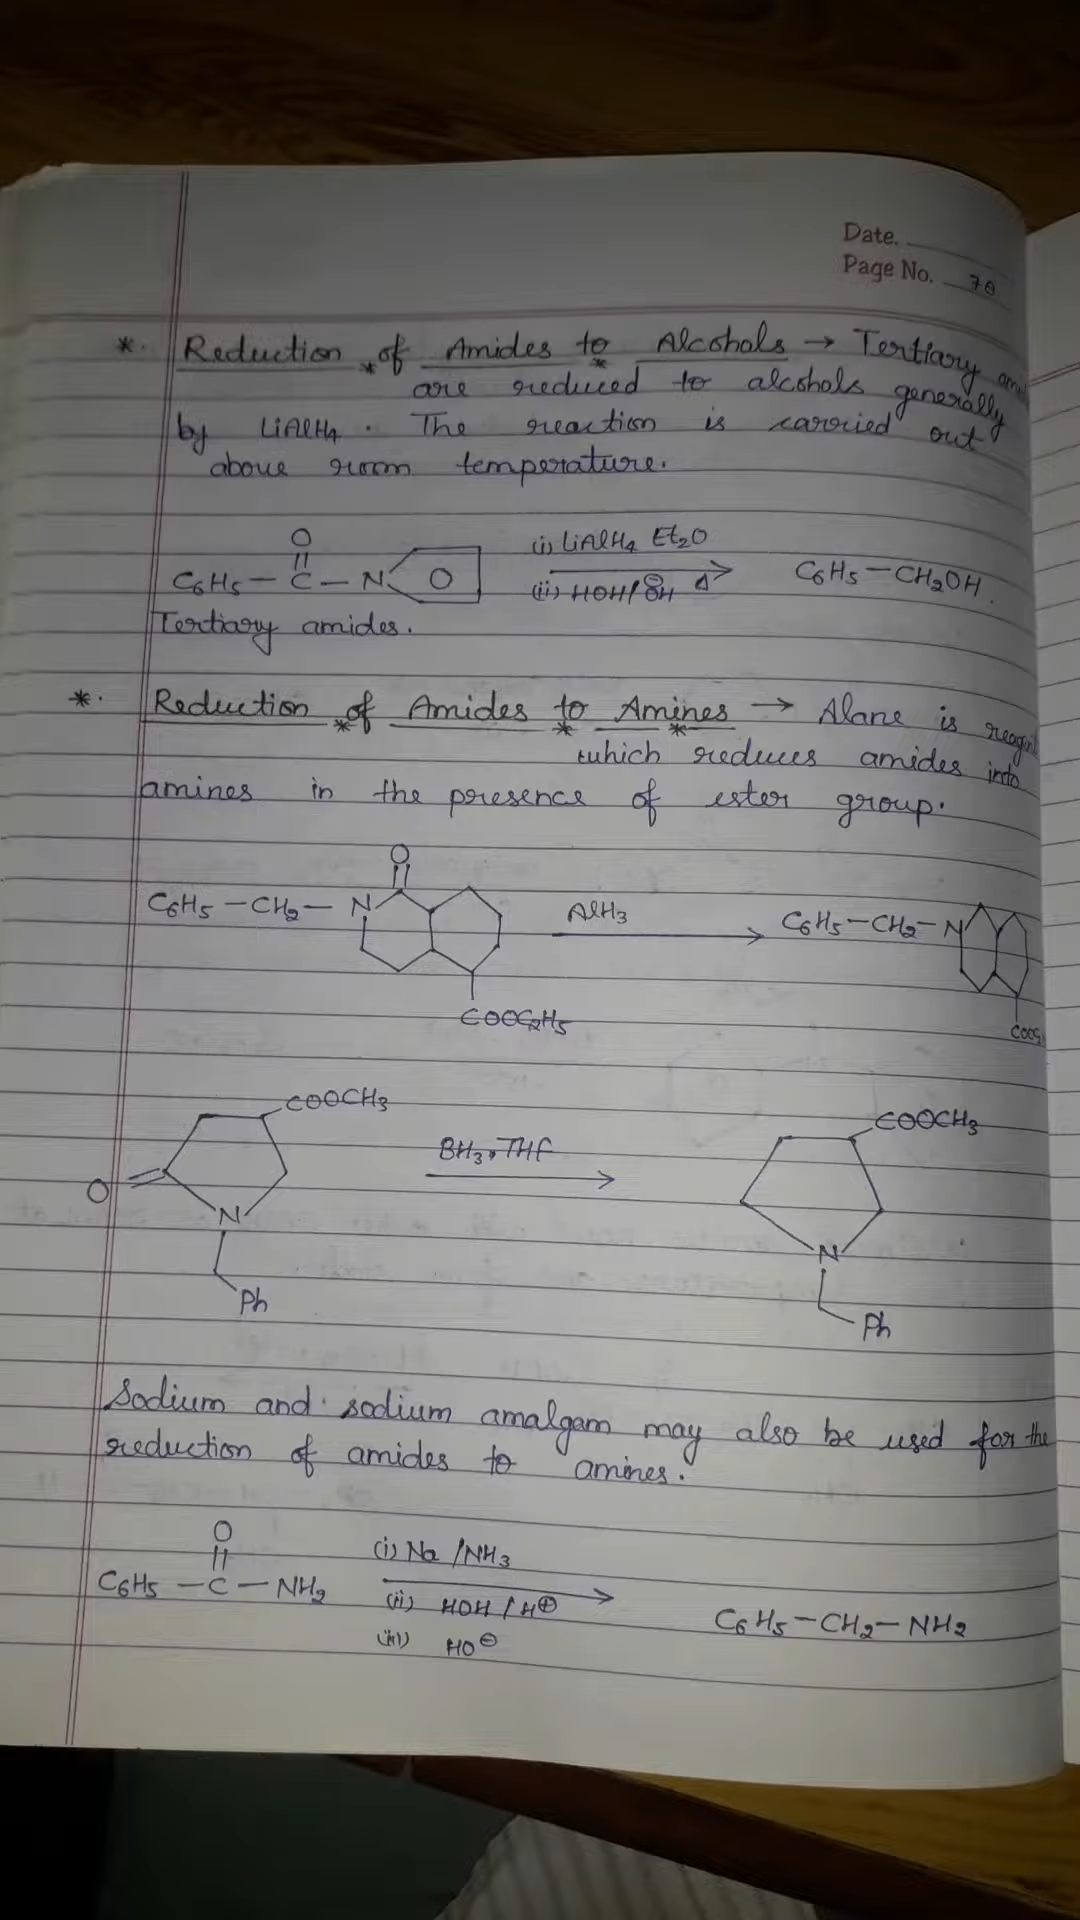 Date.
Page No. 70
*. Reduction of Amides to Alcohols → Tertiary
are reduced to alcohols generally
by LiAlH4. The reaction is carried out
above room temperature.
O
C6H5 – C – N O (i) LiAlH4 Et2O C6H5 – CH2OH.
(ii) HOH/ OH⊖ Δ
Tertiary amides.
*. Reduction of Amides to Amines → Alane is
which reduces amides into
amines in the presence of ester group.
O
C6H5 – CH2 – N AlH3 C6H5 – CH2 – N
COOC2H5
COOCH3 COOCH3
O BH3·THF
N N
Ph Ph
Sodium and sodium amalgam may also be used for the
reduction of amides to amines.
O
C6H5 – C – NH2 (i) Na /NH3 C6H5 – CH2 – NH2
(ii) HOH / H⊕
(iii) HO⊖